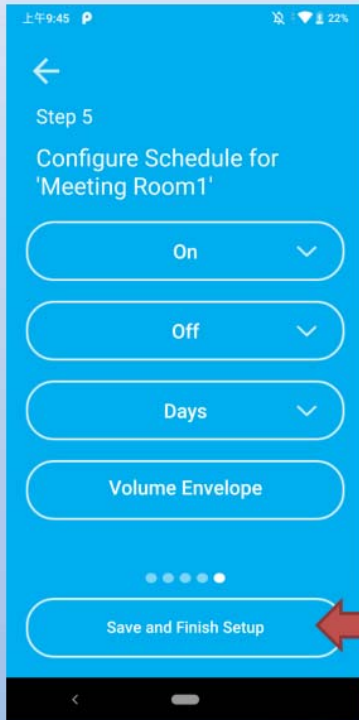 上午9:45
22%
Step 5
Configure Schedule for
'Meeting Room1'
On
Off
Days
Volume Envelope
Save and Finish Setup